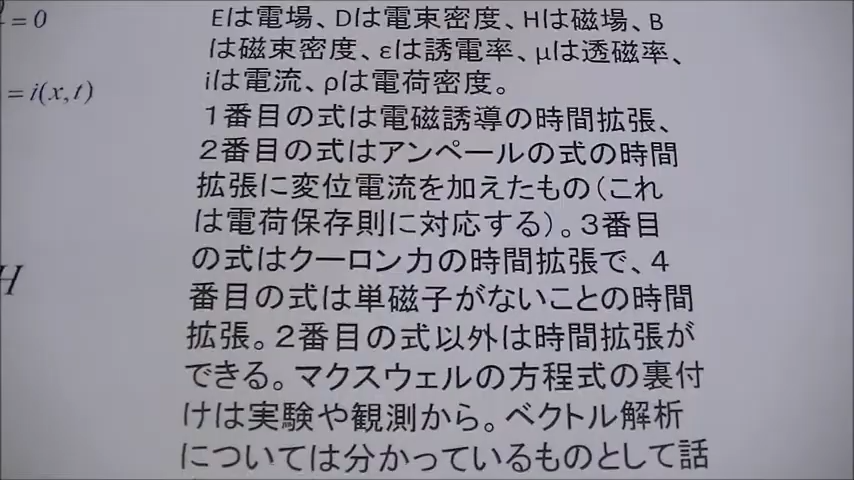 = 0
= i(x,t)
H
Eは電場、Dは電束密度、Hは磁場、B
は磁束密度、εは誘電率、μは透磁率、
iは電流、ρは電荷密度。
１番目の式は電磁誘導の時間拡張、
２番目の式はアンペールの式の時間
拡張に変位電流を加えたもの（これ
は電荷保存則に対応する）。３番目
の式はクーロン力の時間拡張で、４
番目の式は単磁子がないことの時間
拡張。２番目の式以外は時間拡張が
できる。マクスウェルの方程式の裏付
けは実験や観測から。ベクトル解析
については分かっているものとして話